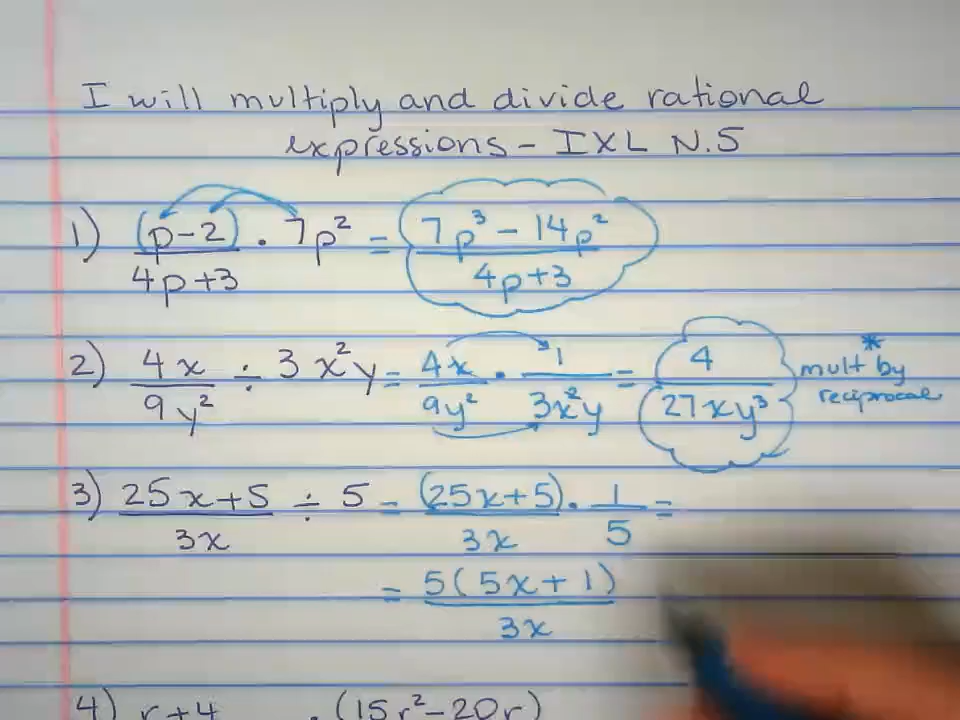 I will multiply and divide rational
expressions - IXL N.5
1) (p-2)/(4p+3) · 7p² = (7p³ - 14p²)/(4p+3)
2) 4x/9y² ÷ 3x²y = 4x/9y² · 1/3x²y = 4/27xy³ * mult by reciprocal
3) (25x+5)/3x ÷ 5 = (25x+5)/3x · 1/5 =
= 5(5x+1)/3x
4) r+4 · (15r²-20r)